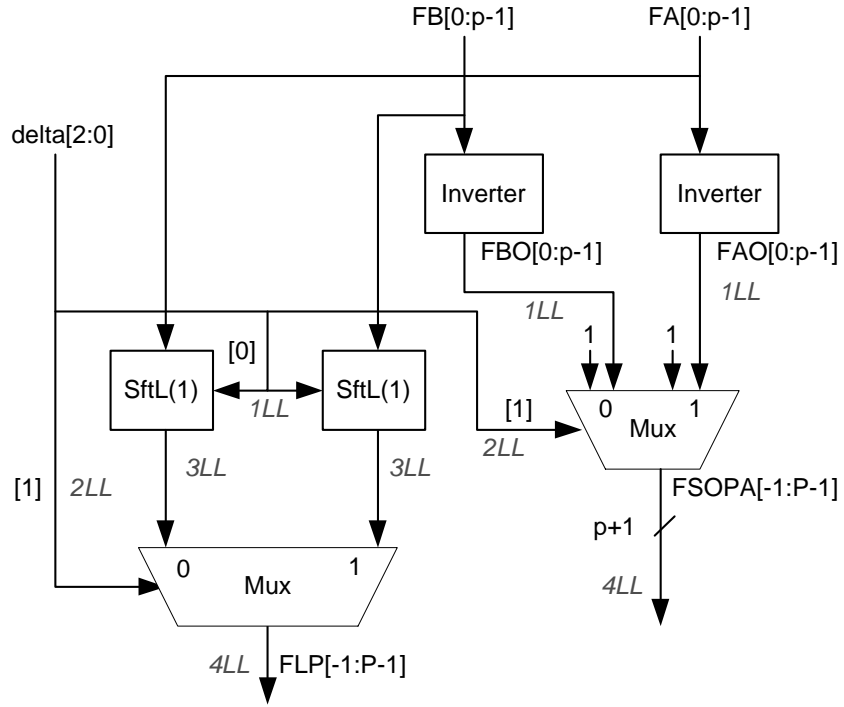 FB[0:p-1]
FA[0:p-1]
delta[2:0]
Inverter
Inverter
FBO[0:p-1]
FAO[0:p-1]
1LL
1LL
1
1
[0]
SftL(1)
SftL(1)
1LL
[1]
0
1
Mux
2LL
3LL
3LL
[1]
2LL
FSOPA[-1:P-1]
p+1
0
1
Mux
4LL
4LL
FLP[-1:P-1]